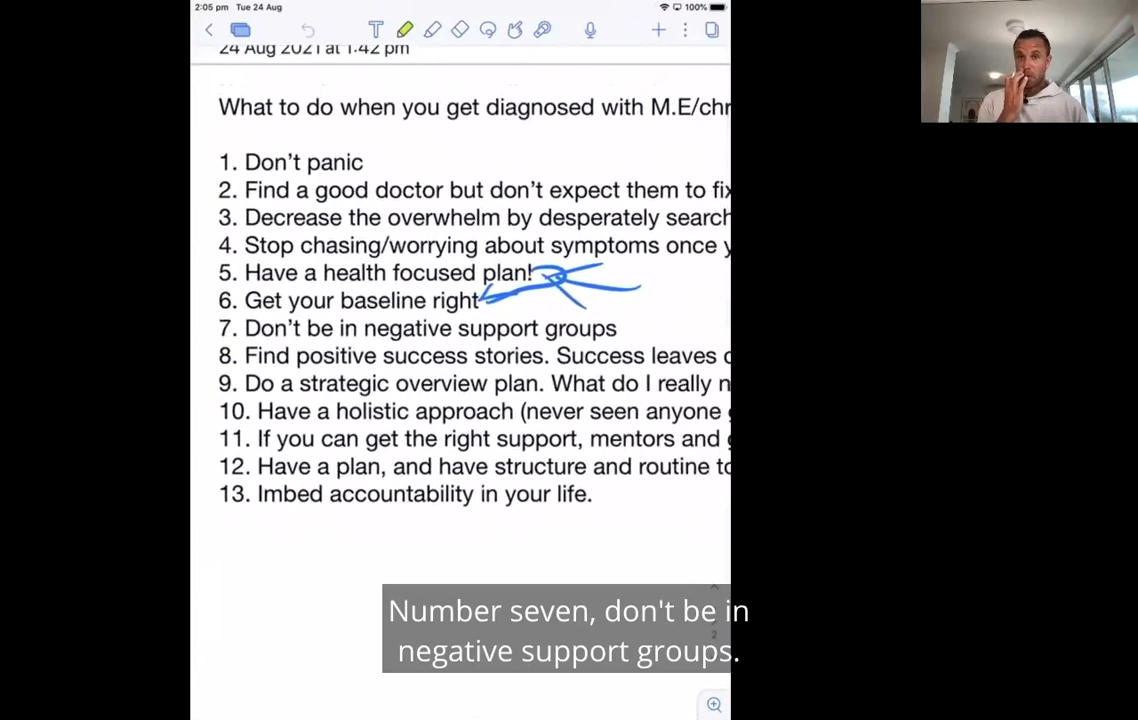 2:05 pm Tue 24 Aug
100%
24 Aug 2021 at 1:42 pm
What to do when you get diagnosed with M.E/chr
1. Don't panic
2. Find a good doctor but don't expect them to fix
3. Decrease the overwhelm by desperately search
4. Stop chasing/worrying about symptoms once y
5. Have a health focused plan!
6. Get your baseline right
7. Don't be in negative support groups
8. Find positive success stories. Success leaves
9. Do a strategic overview plan. What do I really n
10. Have a holistic approach (never seen anyone
11. If you can get the right support, mentors and
12. Have a plan, and have structure and routine to
13. Imbed accountability in your life.
Number seven, don't be in
negative support groups.
2